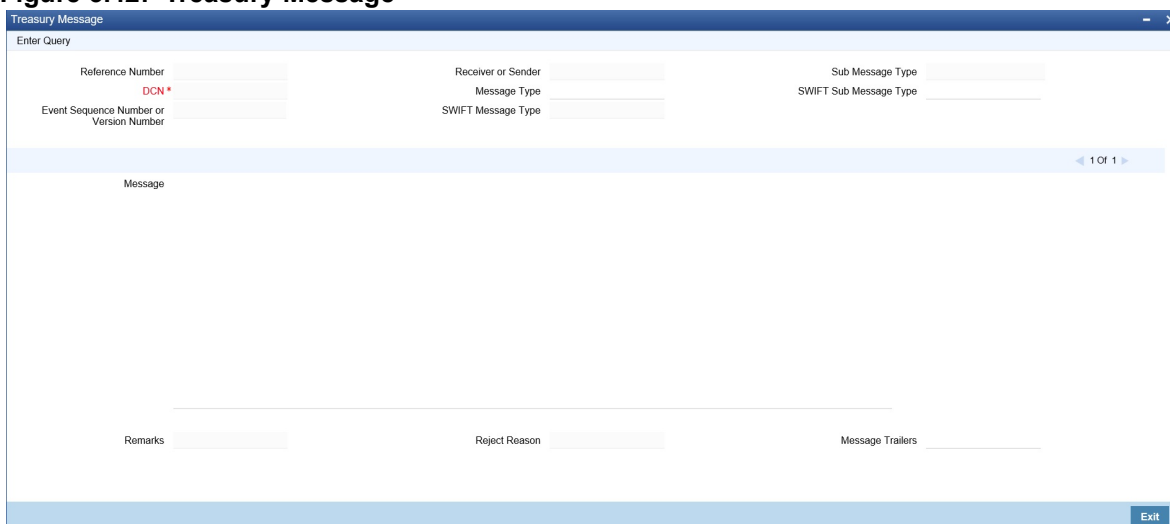 Figure Treasury Message
Treasury Message
Enter Query
Reference Number
Receiver or Sender
Sub Message Type
DCN *
Message Type
SWIFT Sub Message Type
Event Sequence Number or
Version Number
SWIFT Message Type
1 Of 1
Message
Remarks
Reject Reason
Message Trailers
Exit